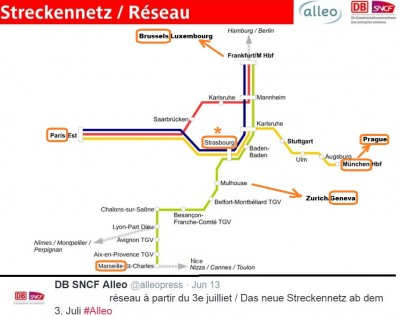 Streckennetz / Réseau
alleo
DB SNCF
Hamburg / Berlin
Brussels Luxembourg
Frankfurt/M Hbf
Karlsruhe
Mannheim
Saarbrücken
Paris Est
Strasbourg
Karlsruhe
Stuttgart
Prague
Baden-
Baden
Ulm
Augsburg
München Hbf
Mulhouse
Zurich Geneva
Belfort-Montbéliard TGV
Besançon-
Franche-Comté TGV
Chalons-sur-Saône
Lyon-Part Dieu
Nîmes / Montpellier /
Perpignan
Avignon TGV
Aix-en-Provence TGV
Marseille-St-Charles
Nice
Nizza / Cannes / Toulon
DB SNCF Alleo @alleopress · Jun 13
réseau à partir du 3e juilliet / Das neue Streckennetz ab dem
3. Juli #Alleo